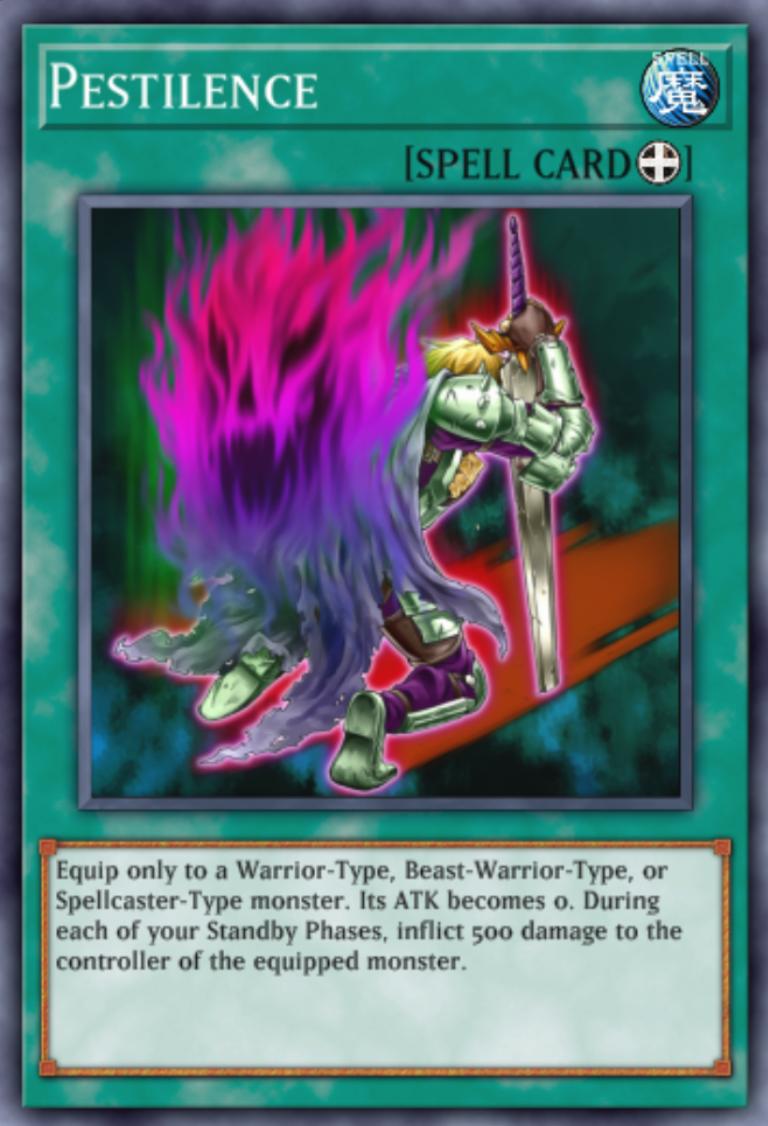 PESTILENCE
SPELL
魔
[SPELL CARD]
Equip only to a Warrior-Type, Beast-Warrior-Type, or
Spellcaster-Type monster. Its ATK becomes 0. During
each of your Standby Phases, inflict 500 damage to the
controller of the equipped monster.